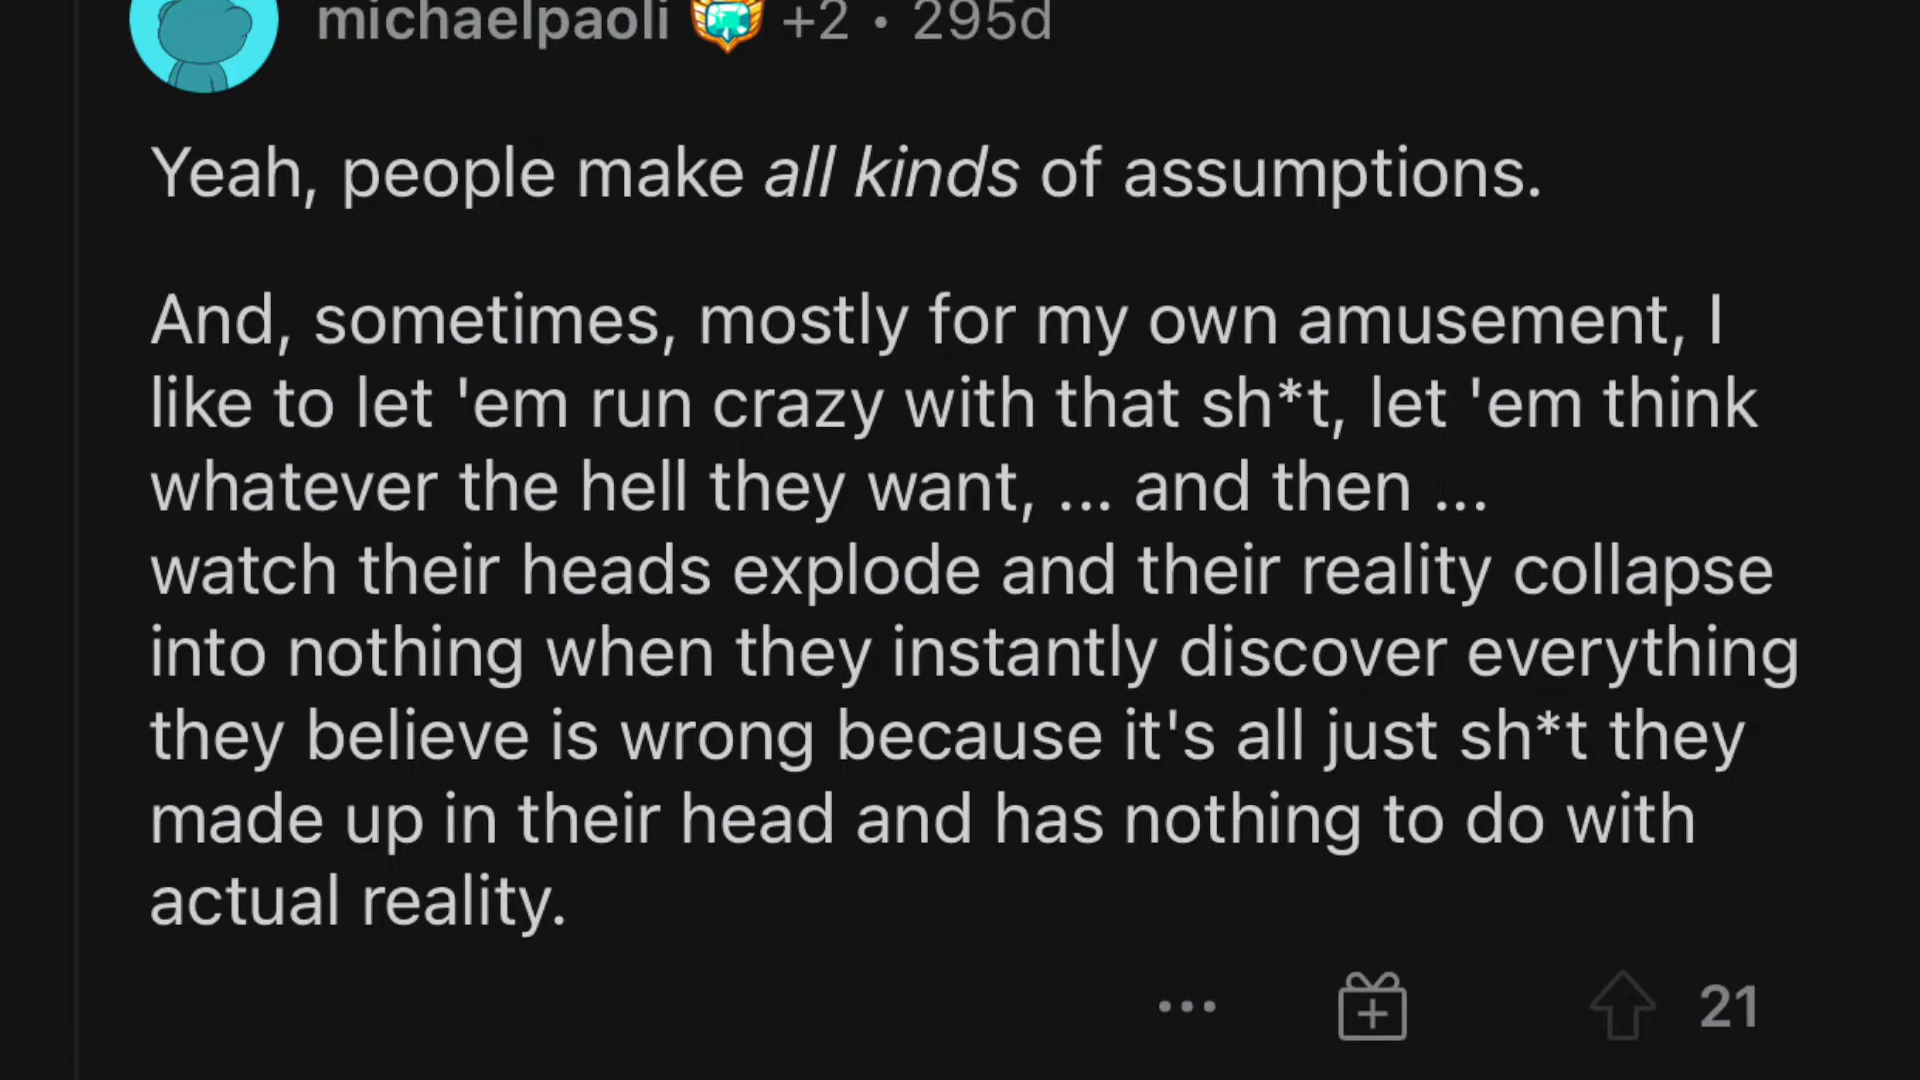 michaelpaoli +2 • 295d
Yeah, people make all kinds of assumptions.
And, sometimes, mostly for my own amusement, I
like to let 'em run crazy with that sh*t, let 'em think
whatever the hell they want, ... and then ...
watch their heads explode and their reality collapse
into nothing when they instantly discover everything
they believe is wrong because it's all just sh*t they
made up in their head and has nothing to do with
actual reality.
21